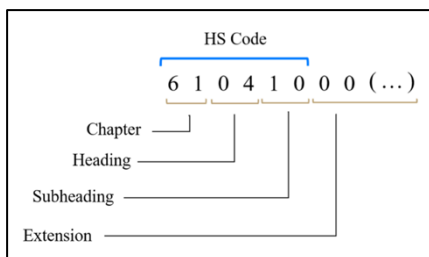 HS Code
6 1 0 4 1 0 0 0 (...)
Chapter
Heading
Subheading
Extension